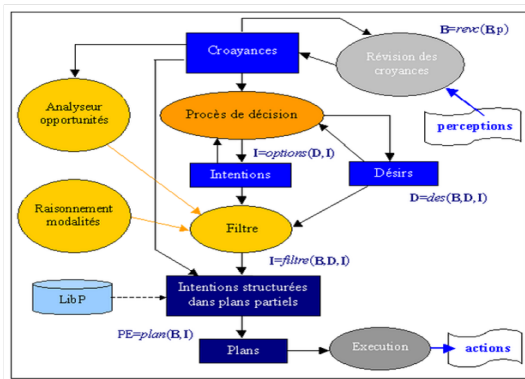 Croayances
B=revc(B,p)
Révision des
croyances
Analyseur
opportunités
Procès de décision
perceptions
I=options(D,I)
Intentions
Désirs
D=des(B,D,I)
Raisonnement
modalités
Filtre
I=filtre(B,D,I)
LibP
Intentions structurées
dans plans partiels
PE=plan(B,I)
Plans
Execution
actions